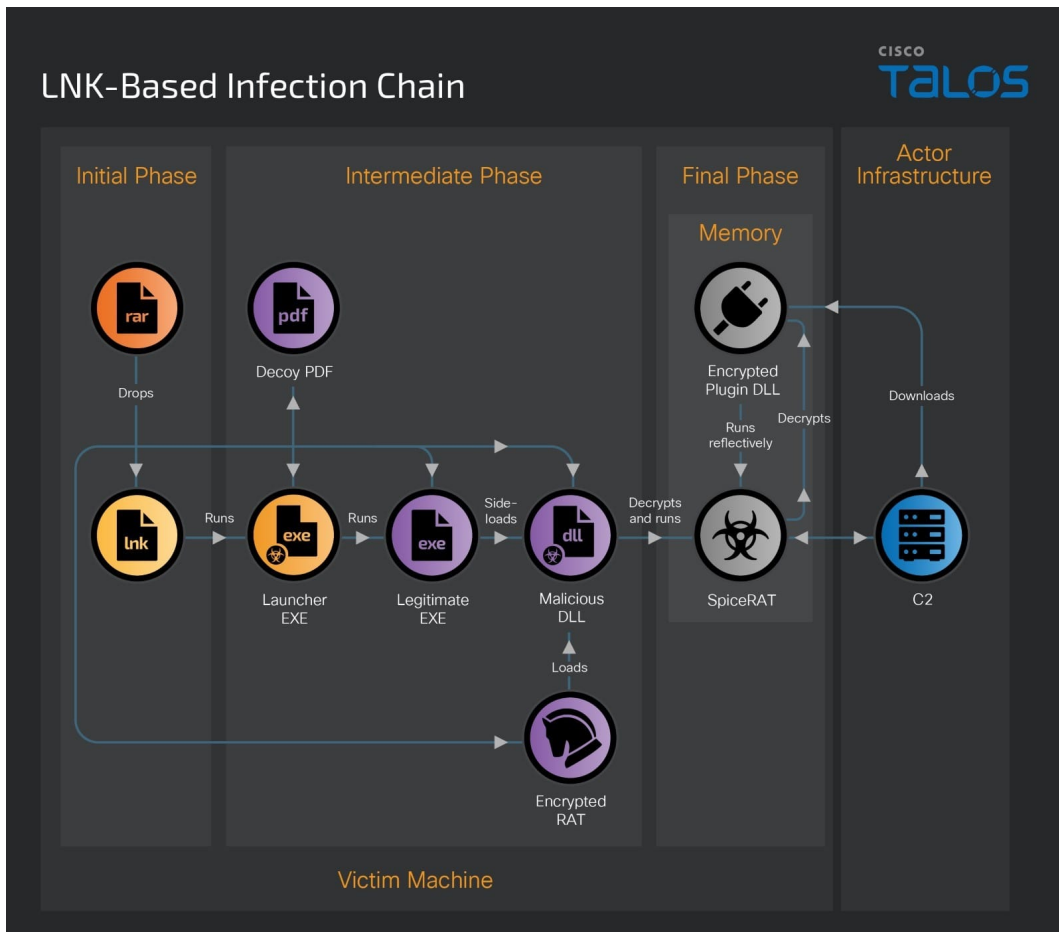 CISCO
TALOS
LNK-Based Infection Chain
Initial Phase
Intermediate Phase
Final Phase
Actor
Infrastructure
Memory
rar
pdf
Decoy PDF
Encrypted
Plugin DLL
Drops
Runs
reflectively
Decrypts
Downloads
lnk
Runs
exe
Runs
exe
Side-
loads
dll
Decrypts
and runs
Launcher
EXE
Legitimate
EXE
Malicious
DLL
SpiceRAT
C2
Loads
Encrypted
RAT
Victim Machine